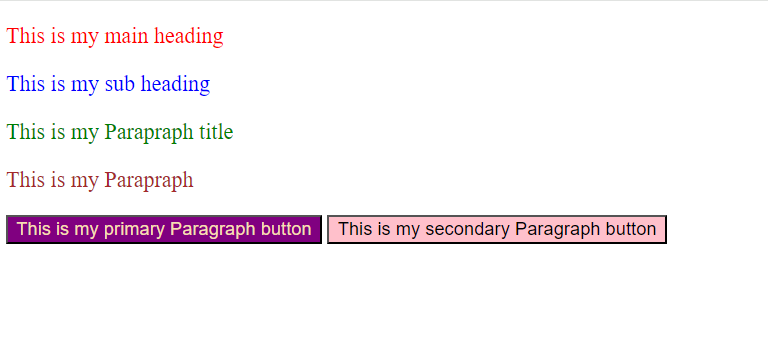 This is my main heading
This is my sub heading
This is my Parapraph title
This is my Parapraph
This is my primary Paragraph button This is my secondary Paragraph button